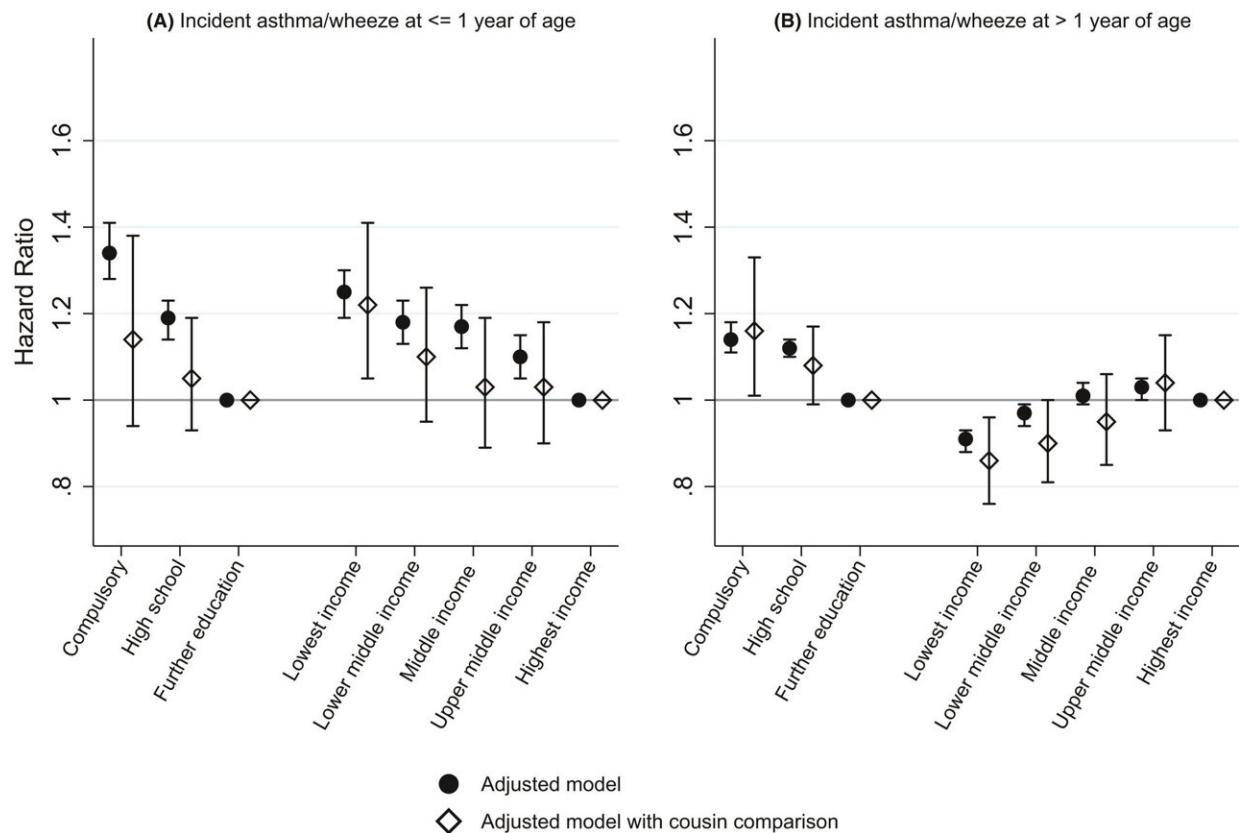 (A) Incident asthma/wheeze at <= 1 year of age
(B) Incident asthma/wheeze at > 1 year of age
Hazard Ratio
1.6
1.4
1.2
1
.8
Compulsory
High school
Further education
Lowest income
Lower middle income
Middle income
Upper middle income
Highest income
1.6
1.4
1.2
1
.8
Compulsory
High school
Further education
Lowest income
Lower middle income
Middle income
Upper middle income
Highest income
Adjusted model
Adjusted model with cousin comparison